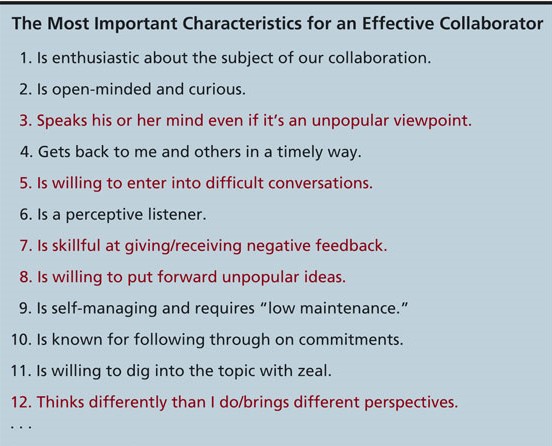 The Most Important Characteristics for an Effective Collaborator
1. Is enthusiastic about the subject of our collaboration.
2. Is open-minded and curious.
3. Speaks his or her mind even if it’s an unpopular viewpoint.
4. Gets back to me and others in a timely way.
5. Is willing to enter into difficult conversations.
6. Is a perceptive listener.
7. Is skillful at giving/receiving negative feedback.
8. Is willing to put forward unpopular ideas.
9. Is self-managing and requires “low maintenance.”
10. Is known for following through on commitments.
11. Is willing to dig into the topic with zeal.
12. Thinks differently than I do/brings different perspectives.
. . .